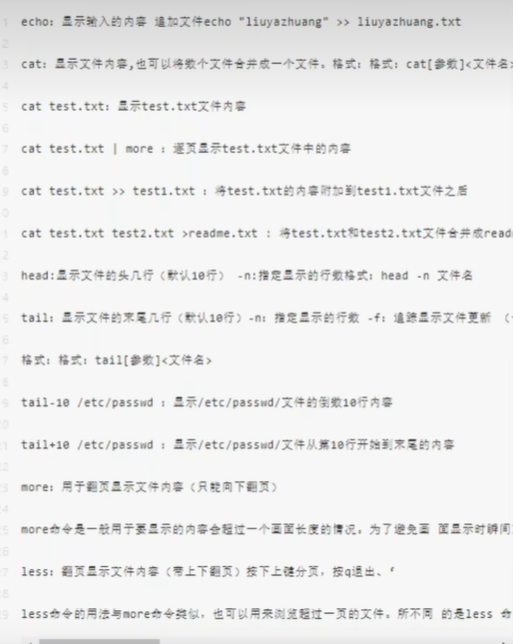 echo: 显示输入的内容 追加文件echo "liuyazhuang" >> liuyazhuang.txt
cat: 显示文件内容,也可以将数个文件合并成一个文件。格式: 格式: cat[参数]<文件名>
cat test.txt: 显示test.txt文件内容
cat test.txt | more : 逐页显示test.txt文件中的内容
cat test.txt >> test1.txt : 将test.txt的内容附加到test1.txt文件之后
cat test.txt test2.txt >readme.txt : 将test.txt和test2.txt文件合并成readm
head:显示文件的头几行（默认10行） -n:指定显示的行数格式: head -n 文件名
tail: 显示文件的末尾几行（默认10行）-n: 指定显示的行数 -f: 追踪显示文件更新 （
格式: 格式: tail[参数]<文件名>
tail-10 /etc/passwd : 显示/etc/passwd/文件的倒数10行内容
tail+10 /etc/passwd : 显示/etc/passwd/文件从第10行开始到末尾的内容
more: 用于翻页显示文件内容（只能向下翻页）
more命令是一般用于要显示的内容会超过一个画面长度的情况。为了避免画 面显示时瞬间
less: 翻页显示文件内容（带上下翻页）按下上键分页，按q退出、‘
less命令的用法与more命令类似，也可以用来浏览超过一页的文件。所不同 的是less 命